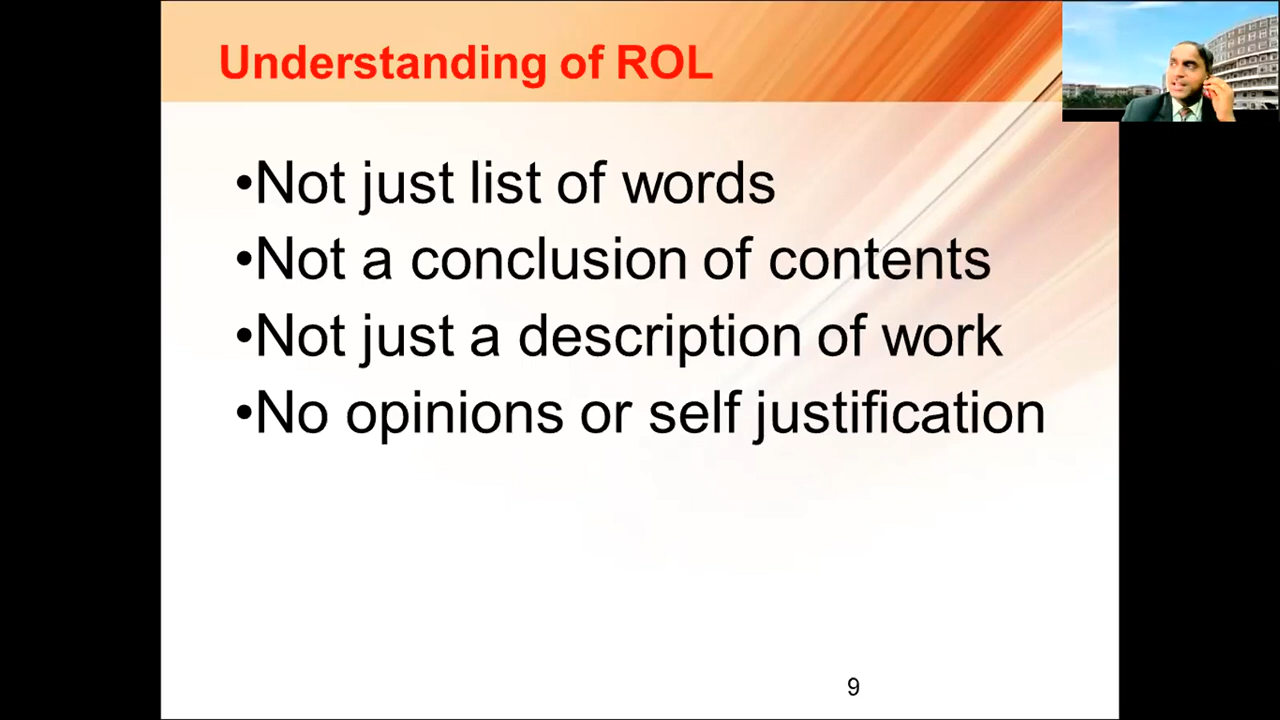 Understanding of ROL
•Not just list of words
•Not a conclusion of contents
•Not just a description of work
•No opinions or self justification
9